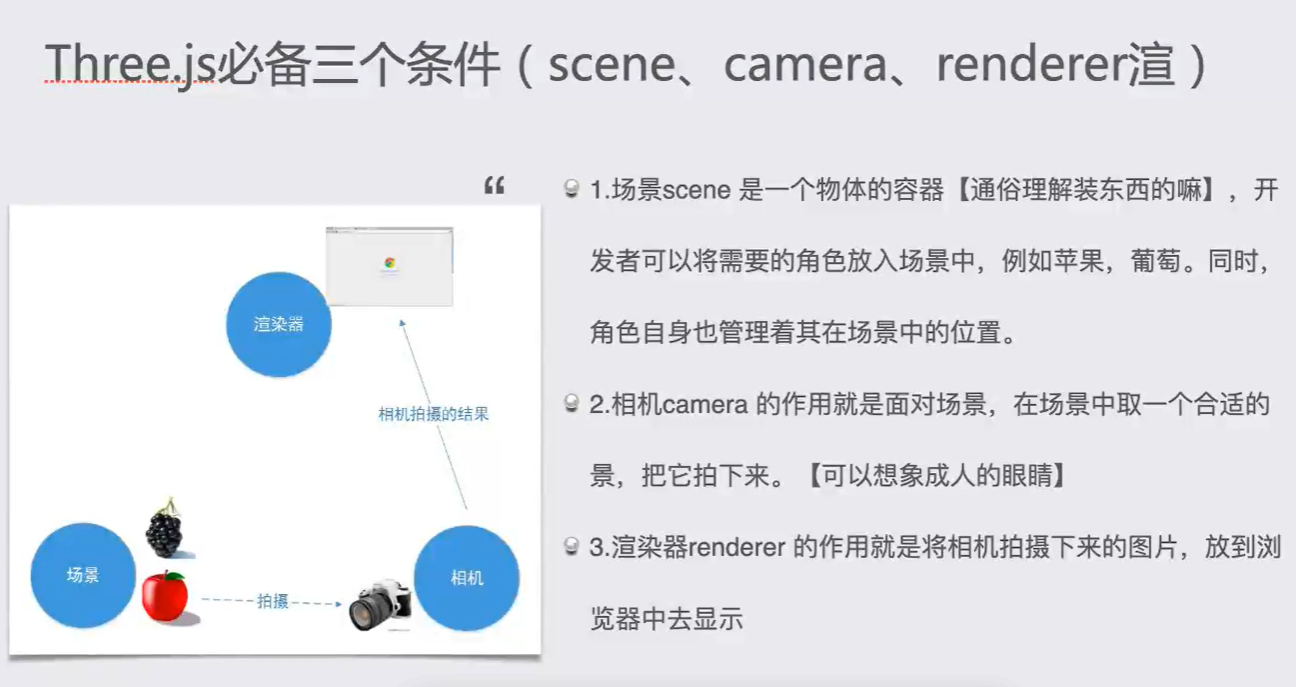 Three.js必备三个条件（scene、camera、renderer渲）
“
1.场景scene 是一个物体的容器【通俗理解装东西的嘛】，开
发者可以将需要的角色放入场景中，例如苹果，葡萄。同时，
角色自身也管理着其在场景中的位置。
2.相机camera 的作用就是面对场景，在场景中取一个合适的
景，把它拍下来。【可以想象成人的眼睛】
3.渲染器renderer 的作用就是将相机拍摄下来的图片，放到浏
览器中去显示
渲染器
相机拍摄的结果
场景
拍摄
相机